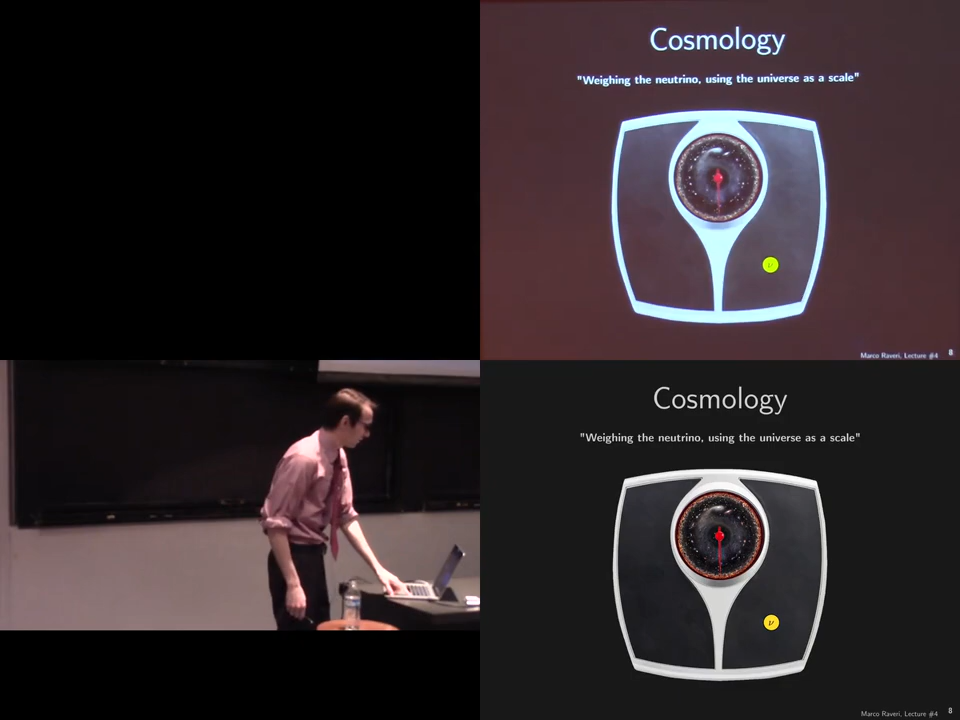 Cosmology
"Weighing the neutrino, using the universe as a scale"
ν
Marco Raveri, Lecture #4 8
Cosmology
"Weighing the neutrino, using the universe as a scale"
ν
Marco Raveri, Lecture #4 8